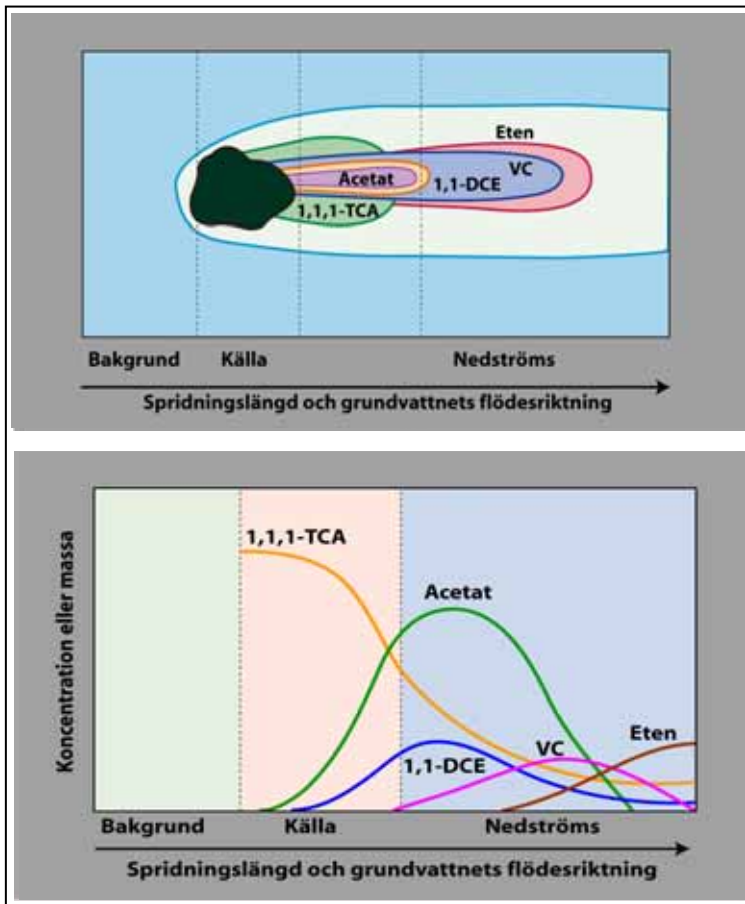 Eten
VC
Acetat
1,1-DCE
1,1,1-TCA
Bakgrund Källa Nedströms
Spridningslängd och grundvattnets flödesriktning
Koncentration eller massa
1,1,1-TCA
Acetat
Eten
VC
1,1-DCE
Bakgrund Källa Nedströms
Spridningslängd och grundvattnets flödesriktning